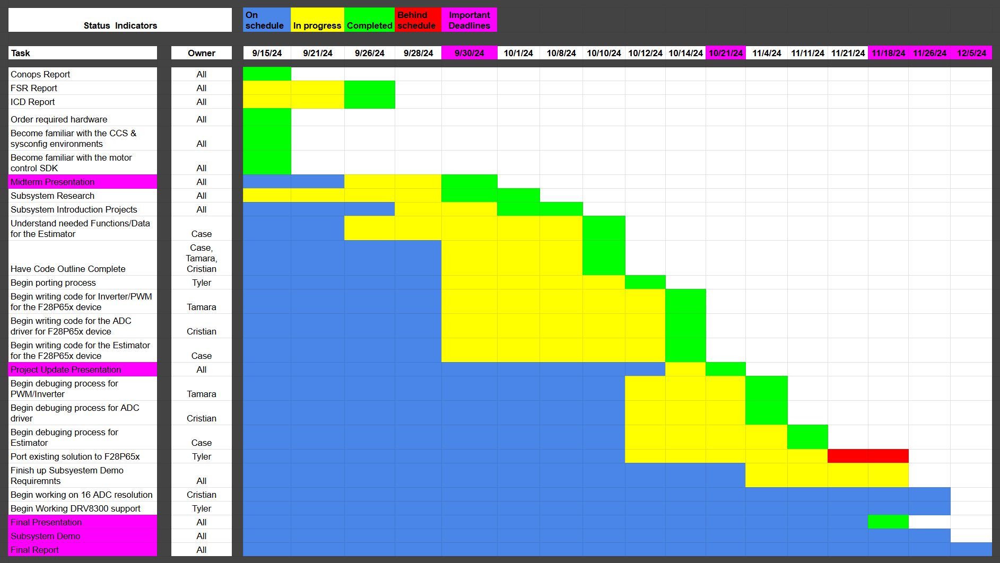 Status Indicators
On schedule
In progress
Completed
Behind schedule
Important Deadlines
Task Owner 9/15/24 9/21/24 9/26/24 9/28/24 9/30/24 10/1/24 10/8/24 10/10/24 10/12/24 10/14/24 10/21/24 11/4/24 11/11/24 11/21/24 11/18/24 11/26/24 12/5/24
Conops Report All
FSR Report All
ICD Report All
Order required hardware All
Become familiar with the CCS &
sysconfig environments All
Become familiar with the motor
control SDK All
Midterm Presentation All
Subsystem Research All
Subsystem Introduction Projects All
Understand needed Functions/Data
for the Estimator Case
Case,
Tamara,
Have Code Outline Complete Cristian
Begin porting process Tyler
Begin writing code for Inverter/PWM
for the F28P65x device Tamara
Begin writing code for the ADC
driver for F28P65x device Cristian
Begin writing code for the Estimator
for the F28P65x device Case
Project Update Presentation All
Begin debuging process for
PWM/Inverter Tamara
Begin debuging process for ADC
driver Cristian
Begin debuging process for
Estimator Case
Port existing solution to F28P65x Tyler
Finish up Subsyestem Demo
Requiremnts All
Begin working on 16 ADC resolution Cristian
Begin Working DRV8300 support Tyler
Final Presentation All
Subsystem Demo All
Final Report All